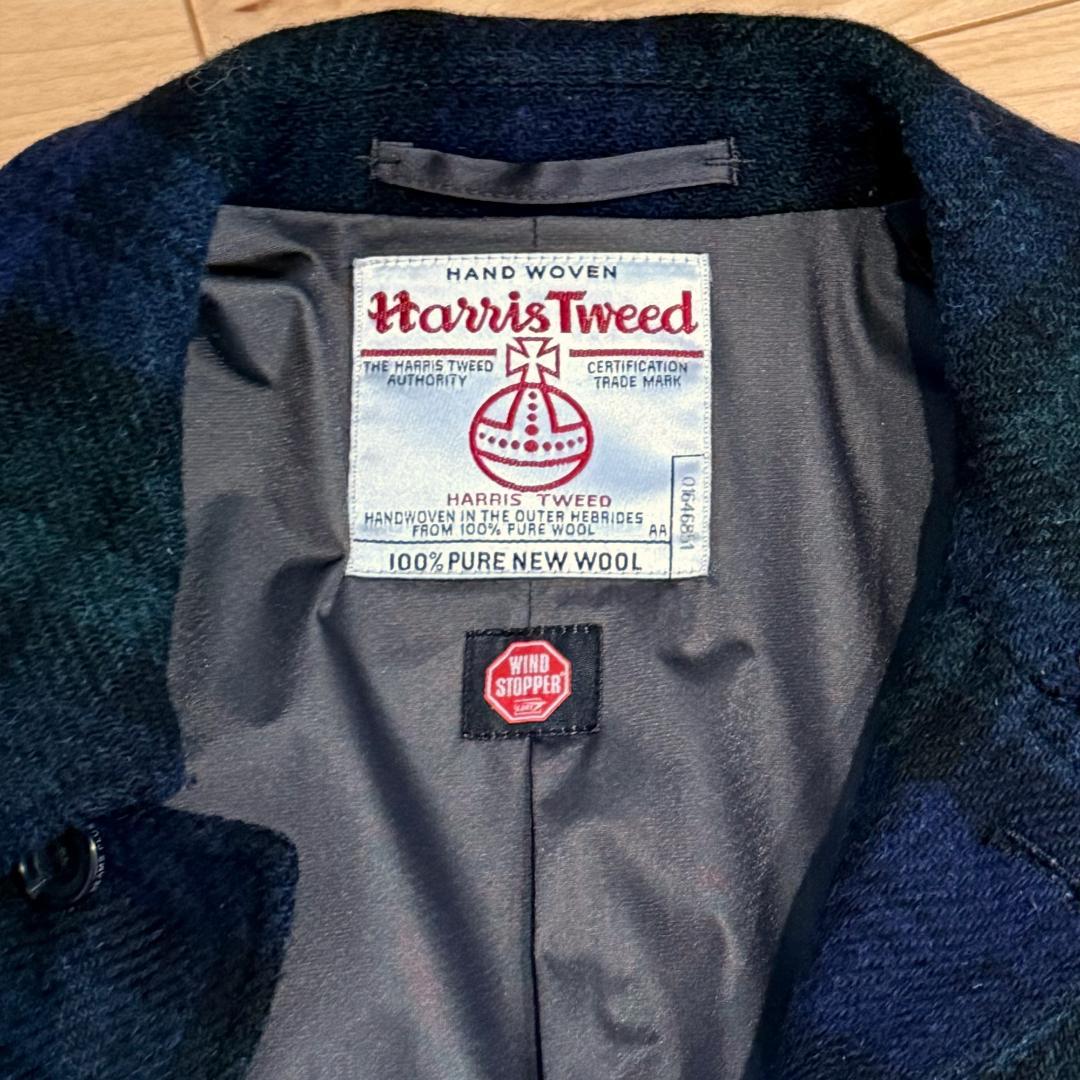 HAND WOVEN
Harris Tweed
THE HARRIS TWEED AUTHORITY
CERTIFICATION TRADE MARK
HARRIS TWEED
HANDWOVEN IN THE OUTER HEBRIDES
FROM 100% PURE WOOL
AA
01646851
100% PURE NEW WOOL
WIND
STOPPER